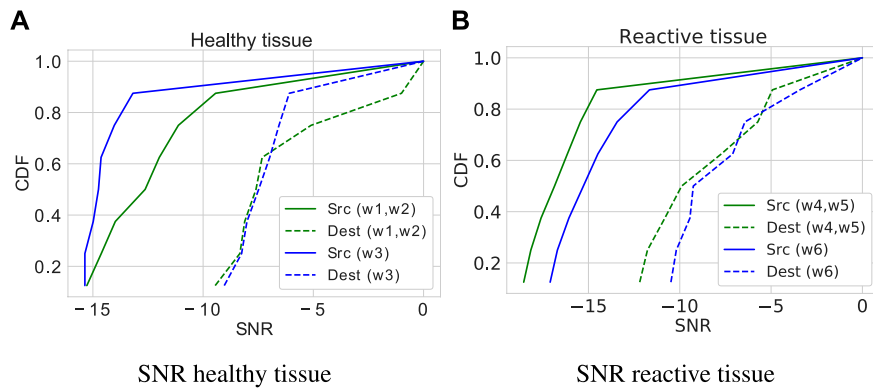 A
Healthy tissue
1.0
0.8
0.6
0.4
0.2
CDF
−15
−10
−5
0
SNR
Src (w1,w2)
Dest (w1,w2)
Src (w3)
Dest (w3)
SNR healthy tissue
B
Reactive tissue
1.0
0.8
0.6
0.4
0.2
CDF
−15
−10
−5
0
SNR
Src (w4,w5)
Dest (w4,w5)
Src (w6)
Dest (w6)
SNR reactive tissue